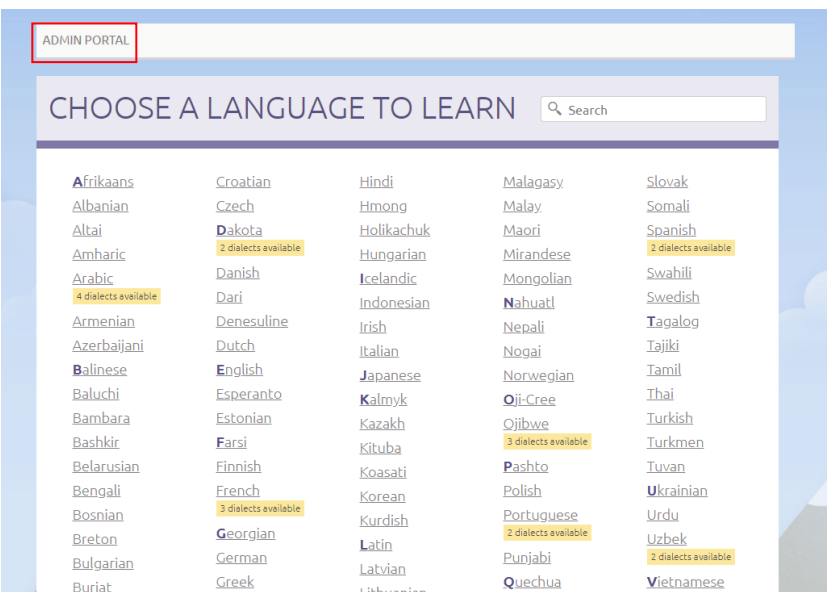 ADMIN PORTAL
CHOOSE A LANGUAGE TO LEARN
Search
Afrikaans
Albanian
Altai
Amharic
Arabic
4 dialects available
Armenian
Azerbaijani
Balinese
Baluchi
Bambara
Bashkir
Belarusian
Bengali
Bosnian
Breton
Bulgarian
Buriat
Croatian
Czech
Dakota
2 dialects available
Danish
Dari
Denesuline
Dutch
English
Esperanto
Estonian
Farsi
Finnish
French
3 dialects available
Georgian
German
Greek
Hindi
Hmong
Holikachuk
Hungarian
Icelandic
Indonesian
Irish
Italian
Japanese
Kalmyk
Kazakh
Kituba
Koasati
Korean
Kurdish
Latin
Latvian
Lithuanian
Malagasy
Malay
Maori
Mirandese
Mongolian
Nahuatl
Nepali
Nogai
Norwegian
Oji-Cree
Ojibwe
3 dialects available
Pashto
Polish
Portuguese
2 dialects available
Punjabi
Quechua
Slovak
Somali
Spanish
2 dialects available
Swahili
Swedish
Tagalog
Tajiki
Tamil
Thai
Turkish
Turkmen
Tuvan
Ukrainian
Urdu
Uzbek
2 dialects available
Vietnamese